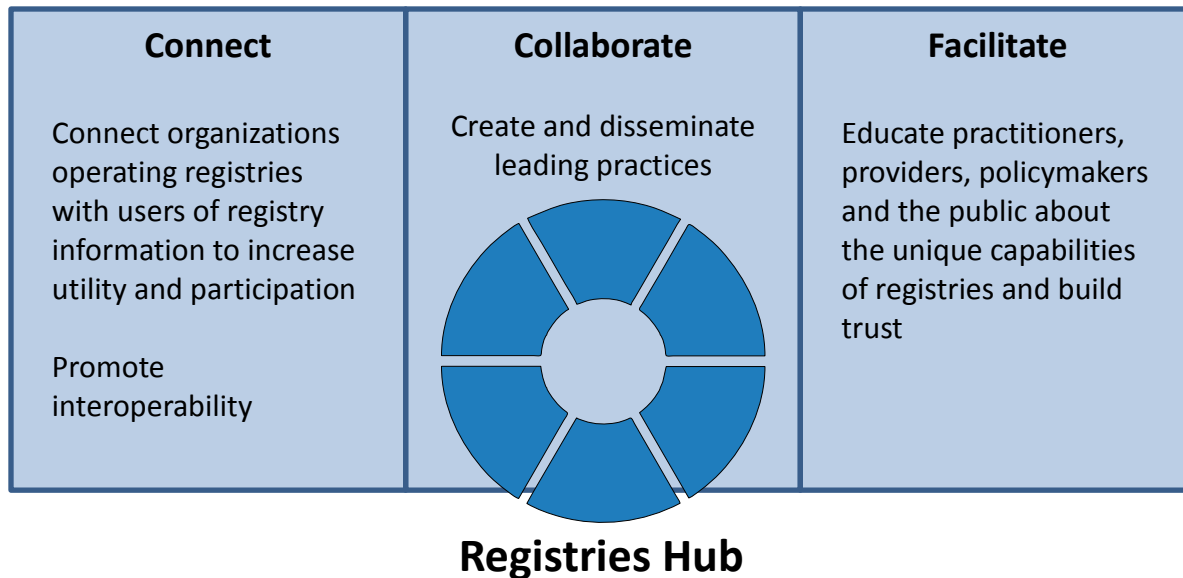 Connect
Connect organizations
operating registries
with users of registry
information to increase
utility and participation
Promote
interoperability
Collaborate
Create and disseminate
leading practices
Facilitate
Educate practitioners,
providers, policymakers
and the public about
the unique capabilities
of registries and build
trust
Registries Hub